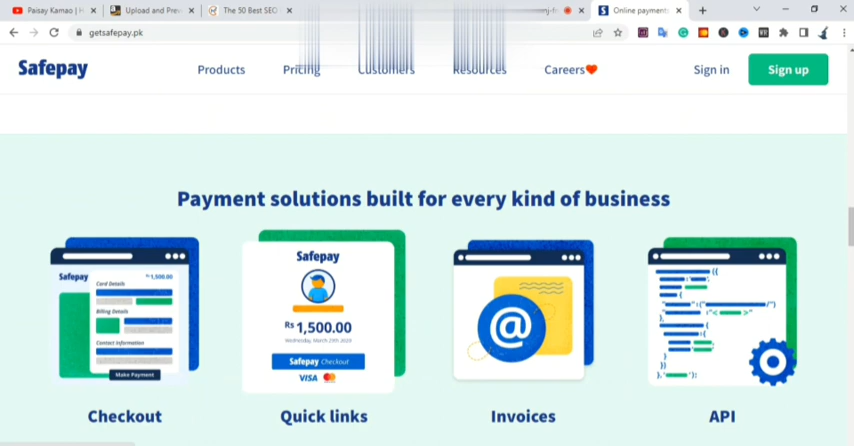 Paisay Kamao | H
Upload and Prev
The 50 Best SEO
Online payment
getsafepay.pk
Safepay
Products
Pricing
Customers
Resources
Careers
Sign in
Sign up
Payment solutions built for every kind of business
Safepay
Rs 1,500.00
Card Details
Billing Details
Contact Information
Make Payment
Safepay
Rs 1,500.00
Wednesday, March 25th 2020
Safepay Checkout
VISA
@
Checkout
Quick links
Invoices
API